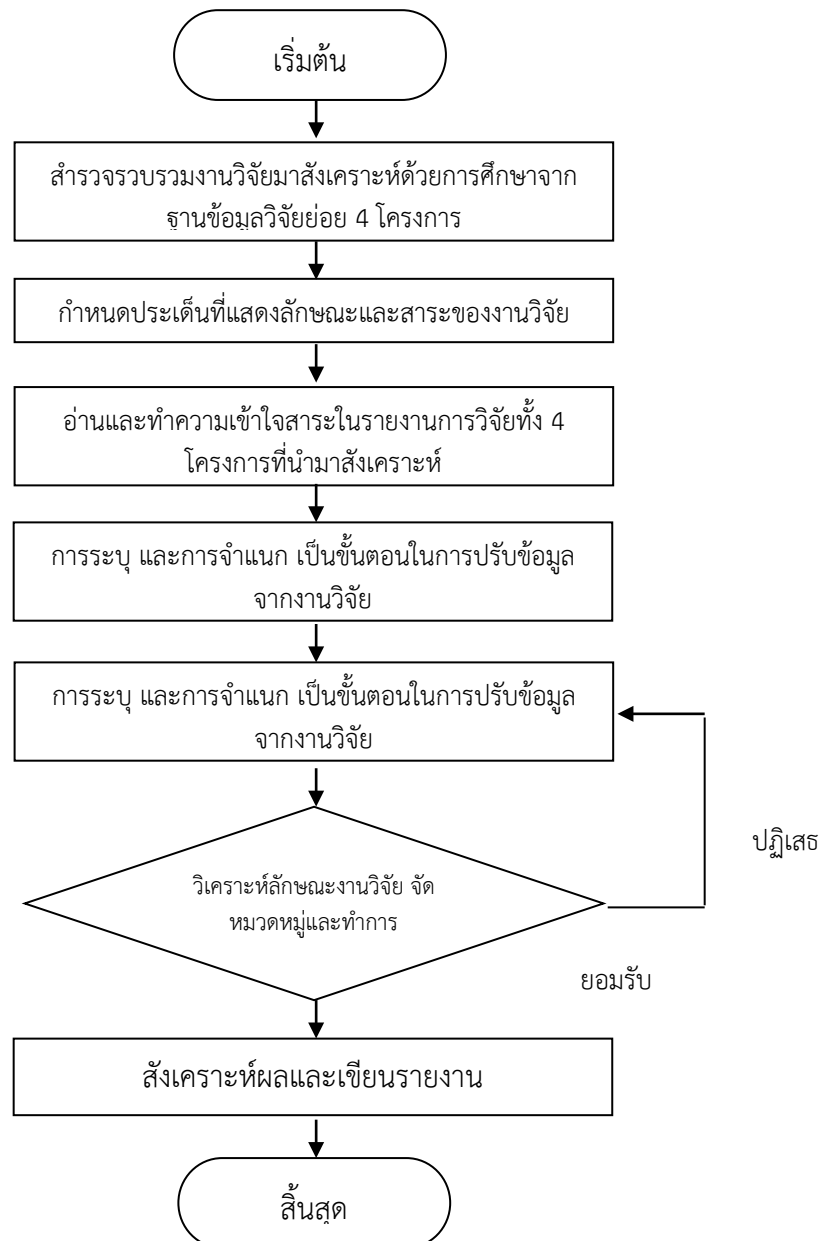 เริ่มต้น
สำรวจรวบรวมงานวิจัยมาสังเคราะห์ด้วยการศึกษาจาก
ฐานข้อมูลวิจัยย่อย 4 โครงการ
กำหนดประเด็นที่แสดงลักษณะและสาระของงานวิจัย
อ่านและทำความเข้าใจสาระในรายงานการวิจัยทั้ง 4
โครงการที่นำมาสังเคราะห์
การระบุ และการจำแนก เป็นขั้นตอนในการปรับข้อมูล
จากงานวิจัย
การระบุ และการจำแนก เป็นขั้นตอนในการปรับข้อมูล
จากงานวิจัย
ปฏิเสธ
วิเคราะห์ลักษณะงานวิจัย จัด
หมวดหมู่และทำการ
ยอมรับ
สังเคราะห์ผลและเขียนรายงาน
สิ้นสุด